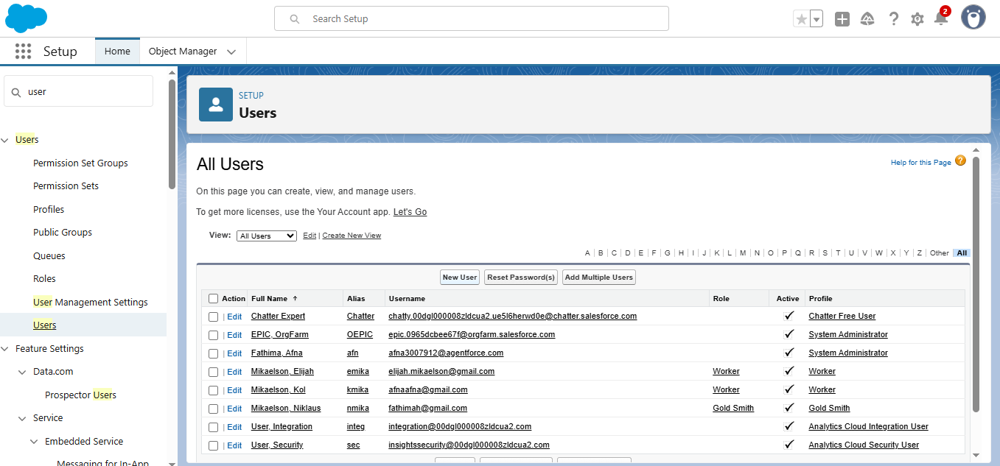 Search Setup
2
Setup
Home
Object Manager
user
Users
Permission Set Groups
Permission Sets
Profiles
Public Groups
Queues
Roles
User Management Settings
Users
Feature Settings
Data.com
Prospector Users
Service
Embedded Service
Messaging for In-App
SETUP
Users
All Users
Help for this Page ?
On this page you can create, view, and manage users.
To get more licenses, use the Your Account app. Let's Go
View: All Users Edit | Create New View
A | B | C | D | E | F | G | H | I | J | K | L | M | N | O | P | Q | R | S | T | U | V | W | X | Y | Z | Other | All
New User Reset Password(s) Add Multiple Users
Action Full Name ↑ Alias Username Role Active Profile
| Edit Chatter Expert Chatter chatty.00dgl000008zldcua2.ue5l6herwd0e@chatter.salesforce.com ✓ Chatter Free User
| Edit EPIC, OrgFarm OEPIC epic.0965dcbee67f@orgfarm.salesforce.com ✓ System Administrator
| Edit Fathima, Afna afn afna3007912@agentforce.com ✓ System Administrator
| Edit Mikaelson, Elijah emika elijah.mikaelson@gmail.com Worker ✓ Worker
| Edit Mikaelson, Kol kmika afnaafna@gmail.com Worker ✓ Worker
| Edit Mikaelson, Niklaus nmika fathimah@gmail.com Gold Smith ✓ Gold Smith
| Edit User, Integration integ integration@00dgl000008zldcua2.com ✓ Analytics Cloud Integration User
| Edit User, Security sec insightssecurity@00dgl000008zldcua2.com ✓ Analytics Cloud Security User